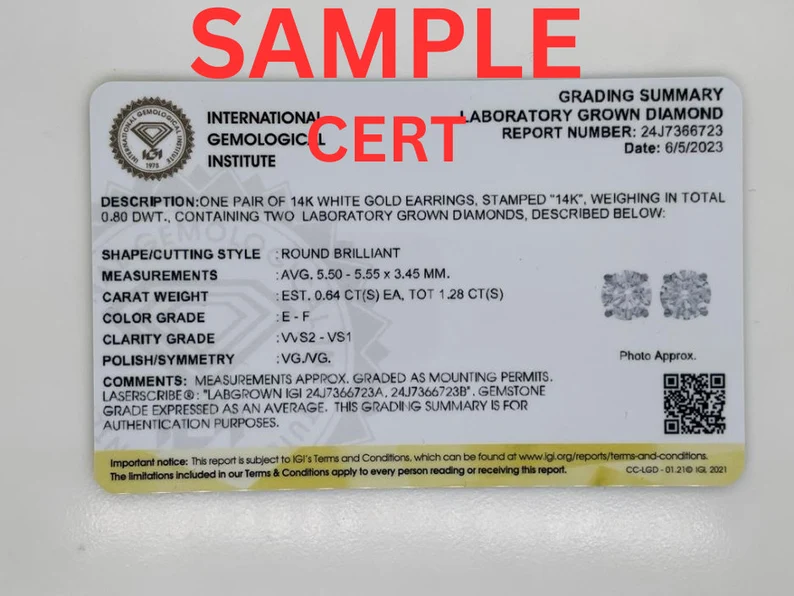 SAMPLE
CERT
INTERNATIONAL GEMOLOGICAL INSTITUTE
IGI
1975
INTERNATIONAL
GEMOLOGICAL
INSTITUTE
GRADING SUMMARY
LABORATORY GROWN DIAMOND
REPORT NUMBER: 24J7366723
Date: 6/5/2023
DESCRIPTION:ONE PAIR OF 14K WHITE GOLD EARRINGS, STAMPED "14K", WEIGHING IN TOTAL
0.80 DWT., CONTAINING TWO LABORATORY GROWN DIAMONDS, DESCRIBED BELOW:
SHAPE/CUTTING STYLE : ROUND BRILLIANT
MEASUREMENTS : AVG. 5.50 - 5.55 x 3.45 MM.
CARAT WEIGHT : EST. 0.64 CT(S) EA, TOT 1.28 CT(S)
COLOR GRADE : E - F
CLARITY GRADE : VVS2 - VS1
POLISH/SYMMETRY : VG./VG.
Photo Approx.
COMMENTS: MEASUREMENTS APPROX. GRADED AS MOUNTING PERMITS.
LASERSCRIBE®: "LABGROWN IGI 24J7366723A, 24J7366723B". GEMSTONE
GRADE EXPRESSED AS AN AVERAGE. THIS GRADING SUMMARY IS FOR
AUTHENTICATION PURPOSES.
Important notice: This report is subject to IGI's Terms and Conditions, which can be found at www.igi.org/reports/terms-and-conditions.
The limitations included in our Terms & Conditions apply to every person reading or receiving this report.
CC-LGD - 01.21© IGI, 2021